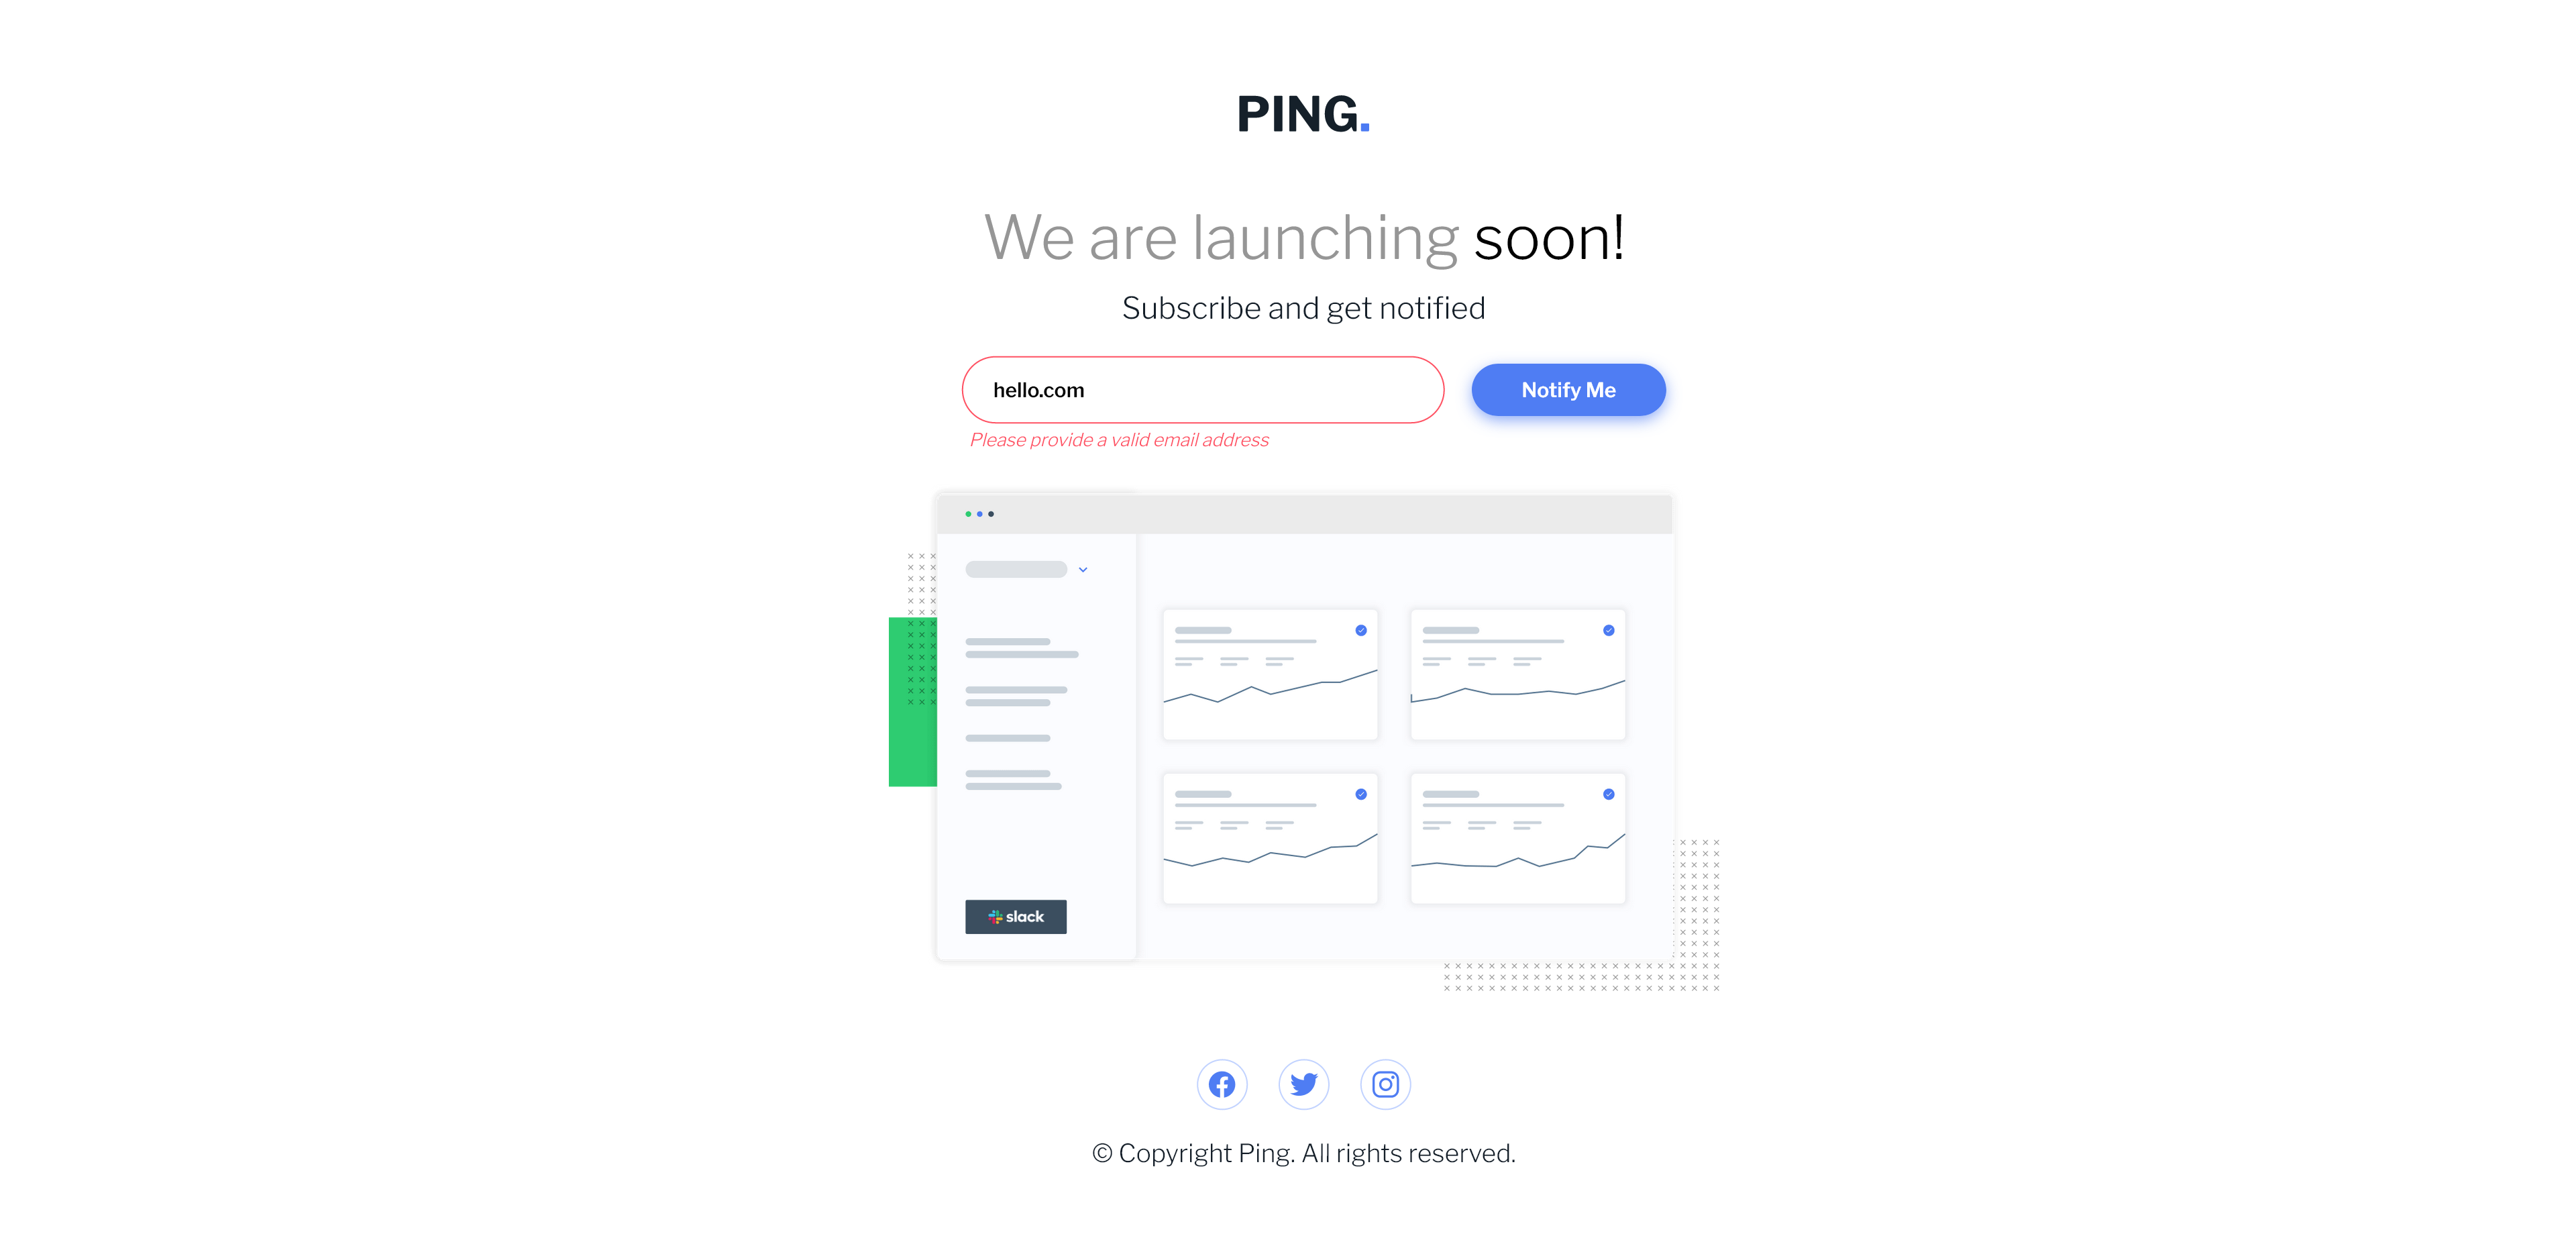 PING.
We are launching soon!
Subscribe and get notified
hello.com
Notify Me
Please provide a valid email address
slack
© Copyright Ping. All rights reserved.